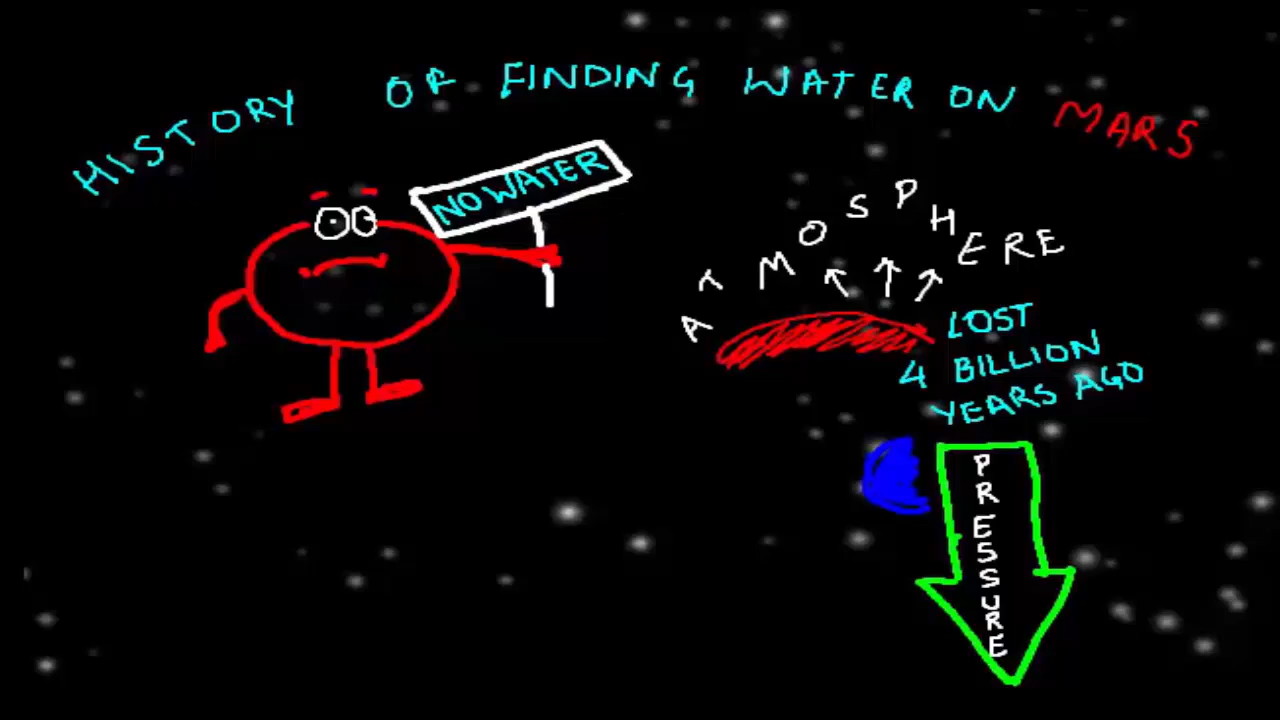 HISTORY OF FINDING WATER ON MARS
NO WATER
ATMOSPHERE
LOST
4 BILLION
YEARS AGO
PRESSURE